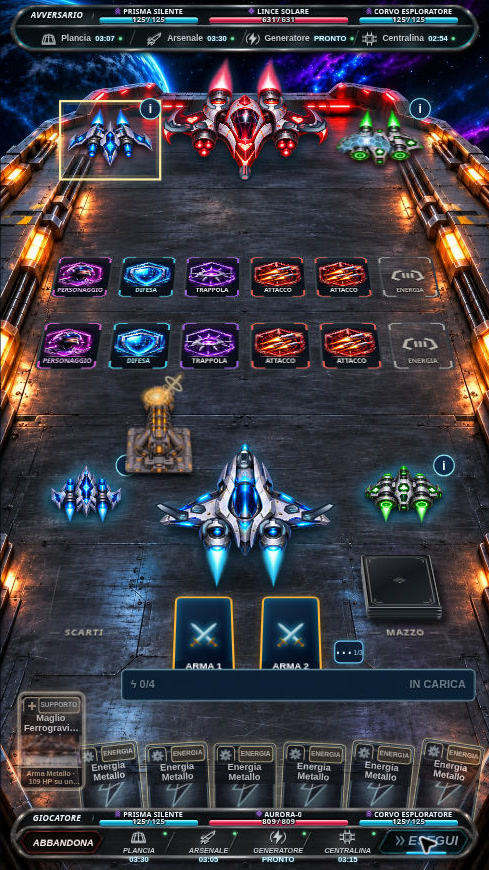 AVVERSARIO
PRISMA SILENTE
125/125
LINCE SOLARE
631/631
CORVO ESPLORATORE
125/125
Plancia 03:07
Arsenale 03:30
Generatore PRONTO
Centralina 02:54
i
i
PERSONAGGIO
DIFESA
TRAPPOLA
ATTACCO
ATTACCO
ENERGIA
PERSONAGGIO
DIFESA
TRAPPOLA
ATTACCO
ATTACCO
ENERGIA
i
SCARTI
MAZZO
ARMA 1
ARMA 2
1/3
0/4
IN CARICA
SUPPORTO
Maglio
Ferrogravi...
Arma Metallo ·
109 HP su un...
ENERGIA
Energia
Metallo
ENERGIA
Energia
Metallo
ENERGIA
Energia
Metallo
ENERGIA
Energia
Metallo
ENERGIA
Energia
Metallo
ENERGIA
Energia
Metallo
GIOCATORE
PRISMA SILENTE
125/125
AURORA-0
809/809
CORVO ESPLORATORE
125/125
ABBANDONA
PLANCIA
03:30
ARSENALE
03:05
GENERATORE
PRONTO
CENTRALINA
03:15
ESEGUI